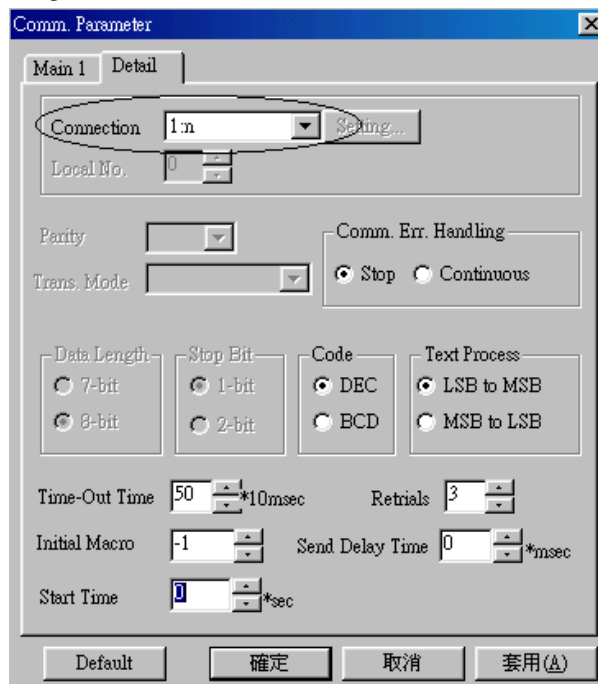 Comm. Parameter
Main 1 Detail
Connection 1:n Setting...
Local No. 0
Parity
Comm. Err. Handling
Trans. Mode
Stop Continuous
Data Length Stop Bit Code Text Process
7-bit 1-bit DEC LSB to MSB
8-bit 2-bit BCD MSB to LSB
Time-Out Time 50 *10msec Retrials 3
Initial Macro -1 Send Delay Time 0 *msec
Start Time 0 *sec
Default 確定 取消 套用(A)